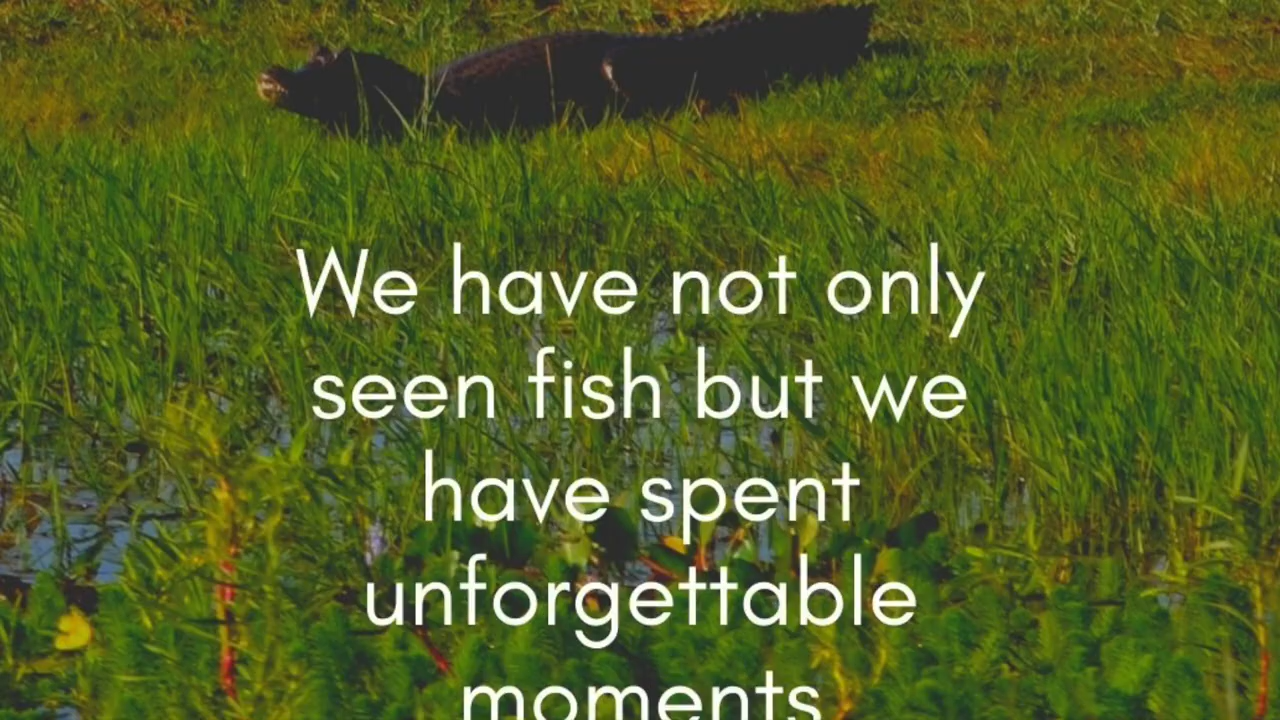 We have not only
seen fish but we
have spent
unforgettable
moments